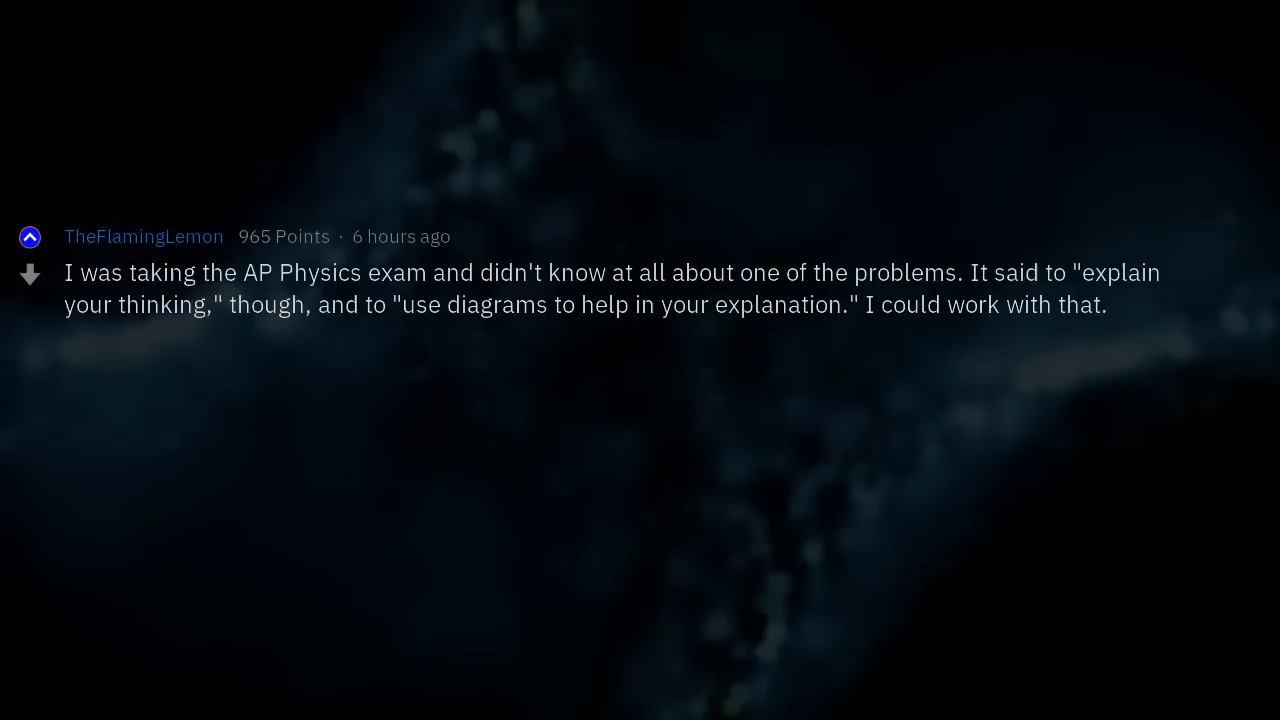 TheFlamingLemon 965 Points · 6 hours ago
I was taking the AP Physics exam and didn't know at all about one of the problems. It said to "explain
your thinking," though, and to "use diagrams to help in your explanation." I could work with that.